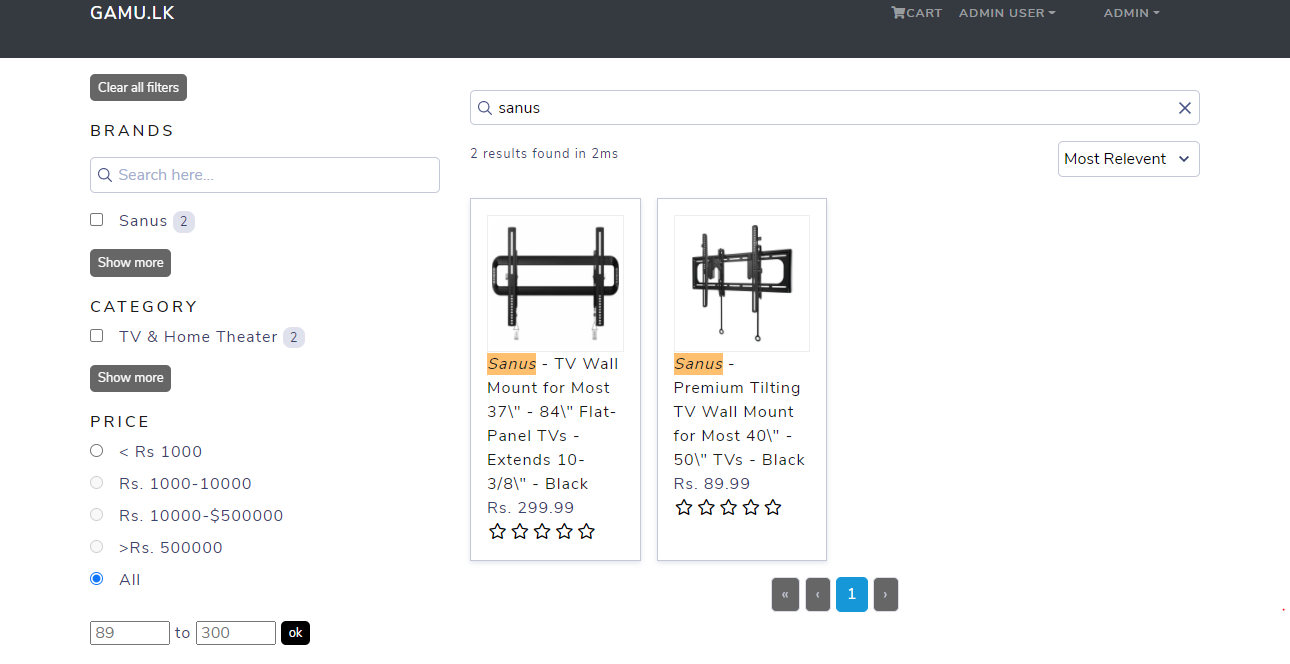 GAMU.LK
CART ADMIN USER ADMIN
Clear all filters
BRANDS
Search here...
Sanus 2
Show more
CATEGORY
TV & Home Theater 2
Show more
PRICE
< Rs 1000
Rs. 1000-10000
Rs. 10000-$500000
>Rs. 500000
All
89 to 300 ok
sanus
2 results found in 2ms
Most Relevent
Sanus - TV Wall
Mount for Most
37\" - 84\" Flat-
Panel TVs -
Extends 10-
3/8\" - Black
Rs. 299.99
Sanus -
Premium Tilting
TV Wall Mount
for Most 40\" -
50\" TVs - Black
Rs. 89.99
« ‹ 1 ›